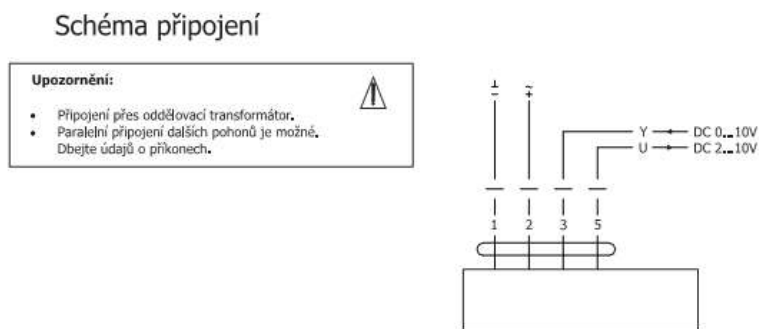 Schéma připojení
Upozornění:
• Připojení přes oddělovací transformátor.
• Paralelní připojení dalších pohonů je možné.
Dbejte údajů o příkonech.
⊥ ~
− +
Y DC 0...10V
U DC 2...10V
1 2 3 5